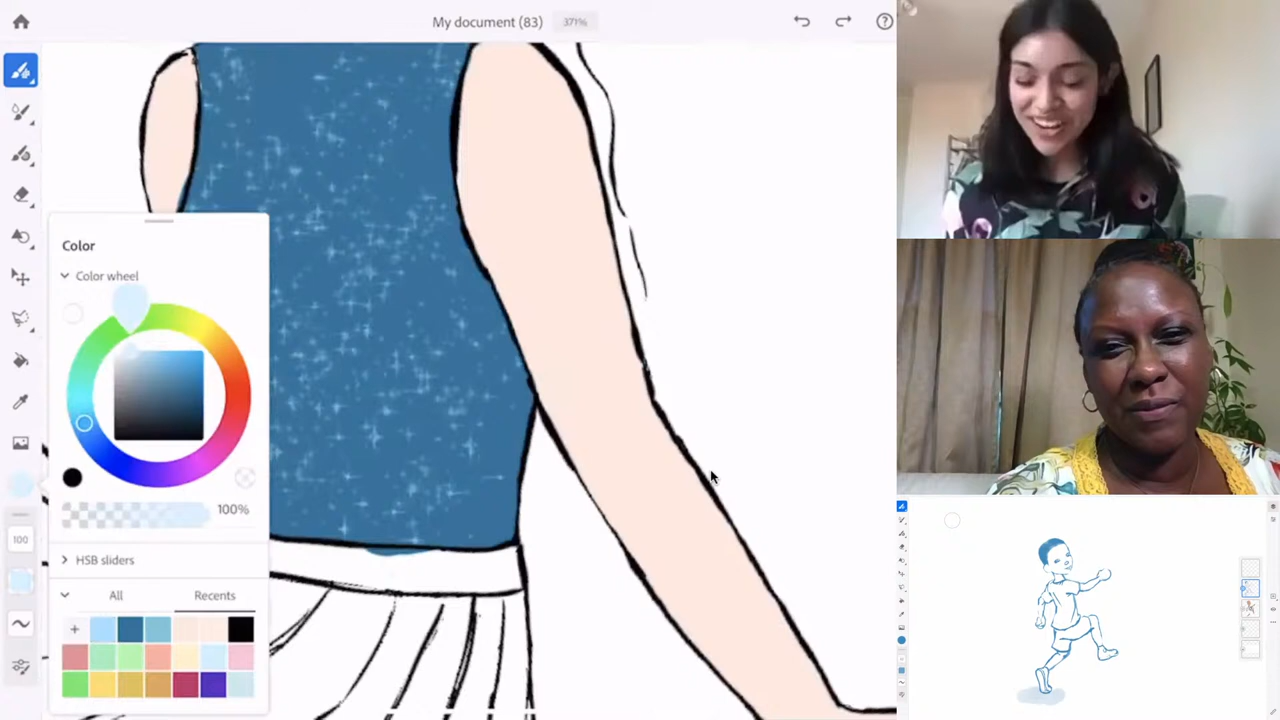 My document (83)
371%
Color
Color wheel
100%
100
HSB sliders
All
Recents